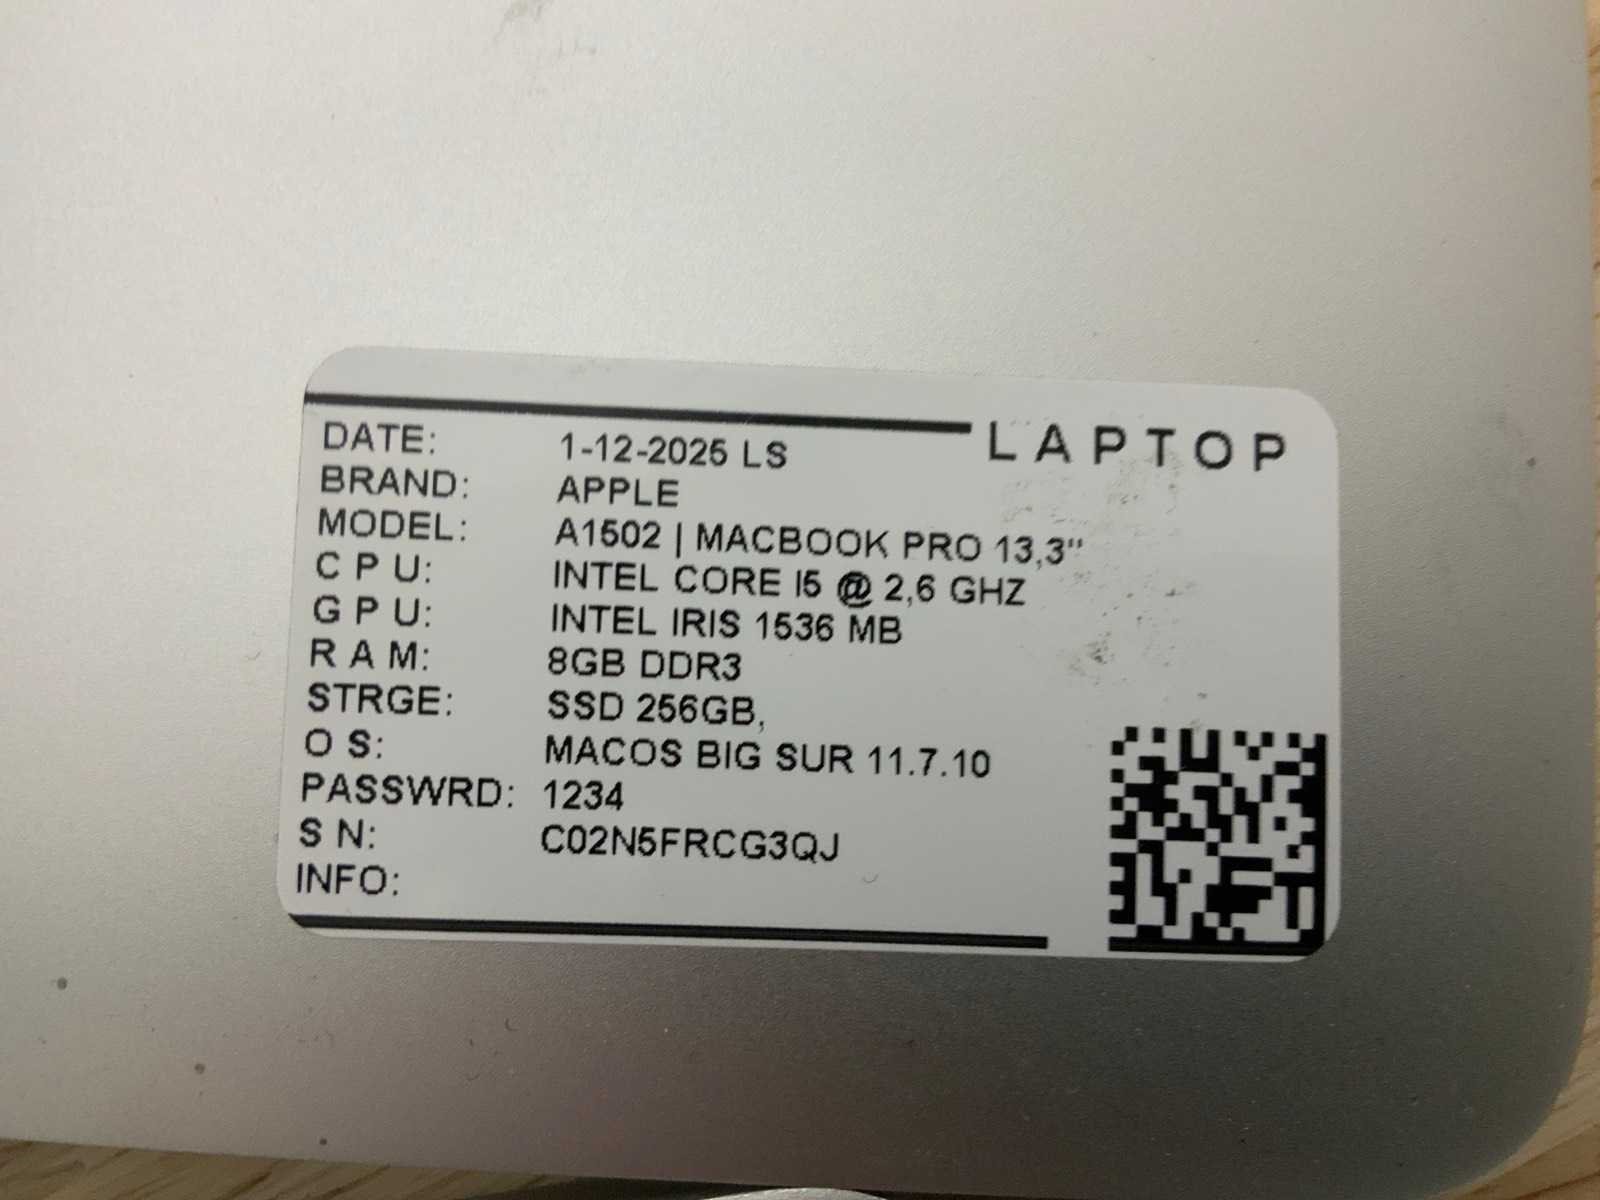 LAPTOP
DATE: 1-12-2025 LS
BRAND: APPLE
MODEL: A1502 | MACBOOK PRO 13,3"
C P U: INTEL CORE I5 @ 2,6 GHZ
G P U: INTEL IRIS 1536 MB
R A M: 8GB DDR3
STRGE: SSD 256GB,
O S: MACOS BIG SUR 11.7.10
PASSWRD: 1234
S N: C02N5FRCG3QJ
INFO: